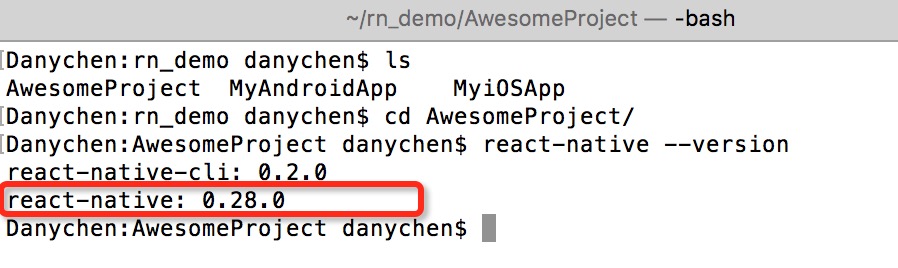 ~/rn_demo/AwesomeProject — -bash
[Danychen:rn_demo danychen$ ls
AwesomeProject MyAndroidApp MyiOSApp
[Danychen:rn_demo danychen$ cd AwesomeProject/
[Danychen:AwesomeProject danychen$ react-native --version
react-native-cli: 0.2.0
react-native: 0.28.0
Danychen:AwesomeProject danychen$